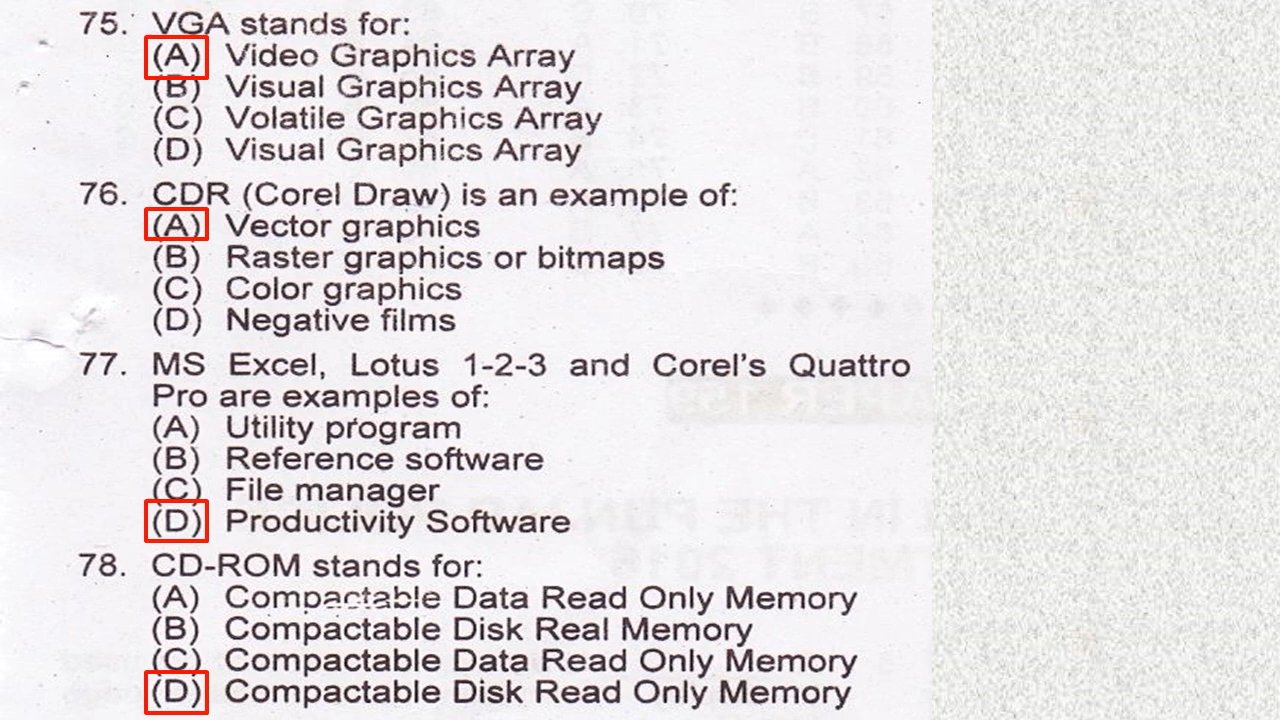 75. VGA stands for:
(A) Video Graphics Array
(B) Visual Graphics Array
(C) Volatile Graphics Array
(D) Visual Graphics Array
76. CDR (Corel Draw) is an example of:
(A) Vector graphics
(B) Raster graphics or bitmaps
(C) Color graphics
(D) Negative films
77. MS Excel, Lotus 1-2-3 and Corel's Quattro
Pro are examples of:
(A) Utility program
(B) Reference software
(C) File manager
(D) Productivity Software
78. CD-ROM stands for:
(A) Compactable Data Read Only Memory
(B) Compactable Disk Real Memory
(C) Compactable Data Read Only Memory
(D) Compactable Disk Read Only Memory